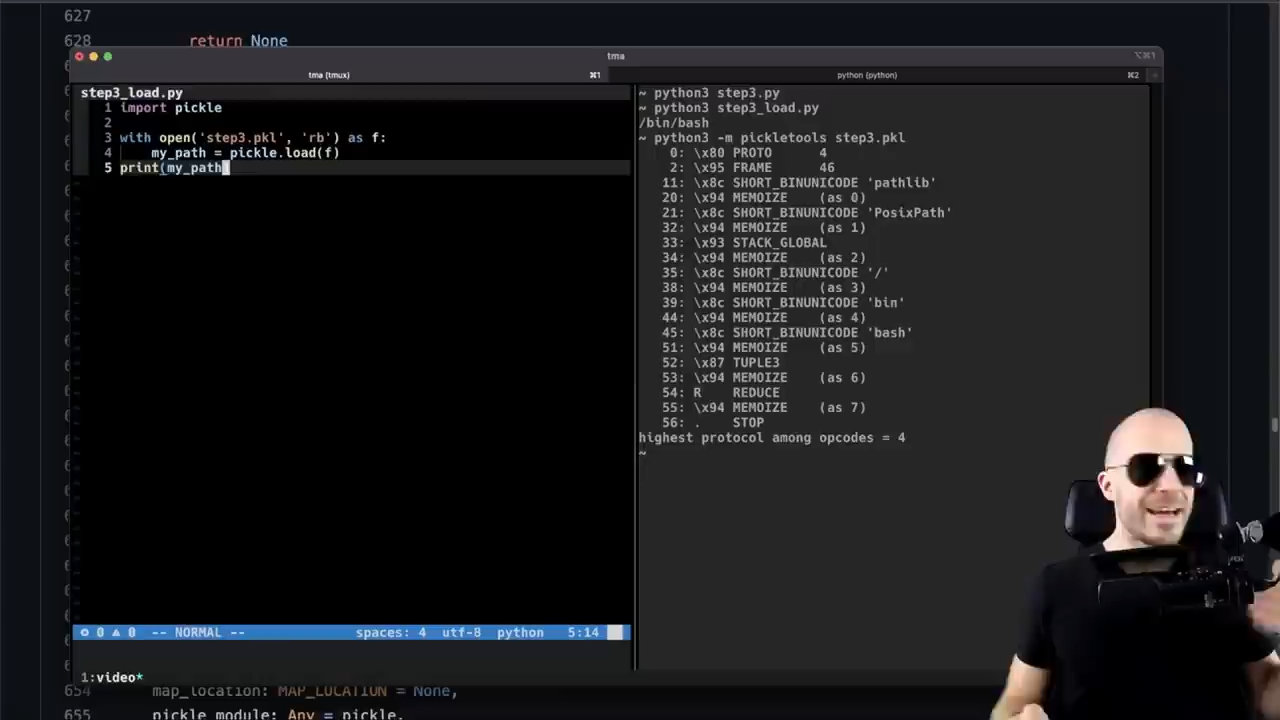 627
628 return None
tma
⌥⌘1
tma (tmux) ⌘1
python (python) ⌘2
step3_load.py
1 import pickle
2
3 with open('step3.pkl', 'rb') as f:
4 my_path = pickle.load(f)
5 print(my_path)
~ python3 step3.py
~ python3 step3_load.py
/bin/bash
~ python3 -m pickletools step3.pkl
0: \x80 PROTO 4
2: \x95 FRAME 46
11: \x8c SHORT_BINUNICODE 'pathlib'
20: \x94 MEMOIZE (as 0)
21: \x8c SHORT_BINUNICODE 'PosixPath'
32: \x94 MEMOIZE (as 1)
33: \x93 STACK_GLOBAL
34: \x94 MEMOIZE (as 2)
35: \x8c SHORT_BINUNICODE '/'
38: \x94 MEMOIZE (as 3)
39: \x8c SHORT_BINUNICODE 'bin'
44: \x94 MEMOIZE (as 4)
45: \x8c SHORT_BINUNICODE 'bash'
51: \x94 MEMOIZE (as 5)
52: \x87 TUPLE3
53: \x94 MEMOIZE (as 6)
54: R REDUCE
55: \x94 MEMOIZE (as 7)
56: . STOP
highest protocol among opcodes = 4
~
0 0 -- NORMAL -- spaces: 4 utf-8 python 5:14
1:video*
654 map_location: MAP_LOCATION = None,
655 pickle_module: Any = pickle,